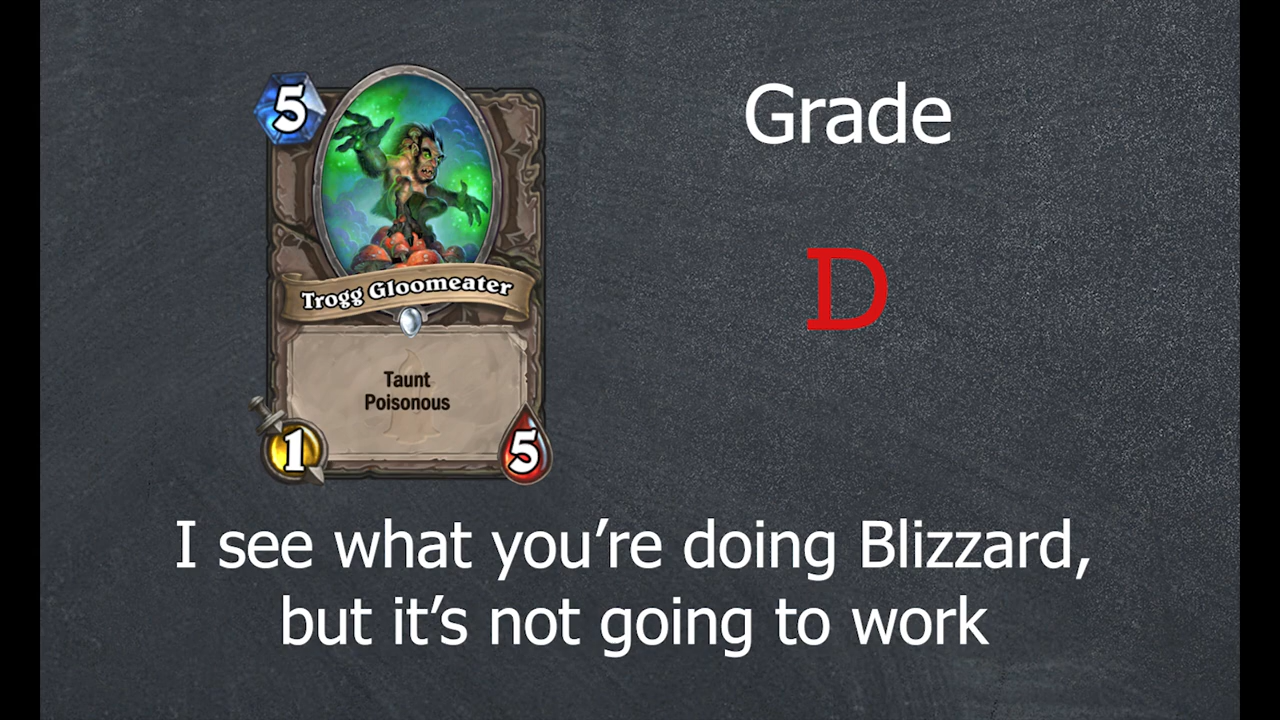 5
Grade
D
Trogg Gloomeater
Taunt
Poisonous
1
5
I see what you're doing Blizzard,
but it's not going to work